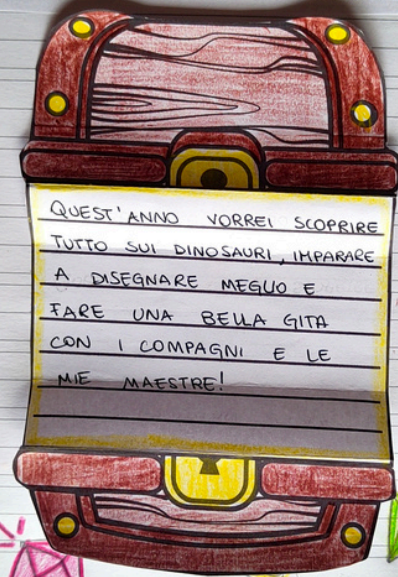 QUEST'ANNO VORREI SCOPRIRE
TUTTO SUI DINOSAURI, IMPARARE
A DISEGNARE MEGLIO E
FARE UNA BELLA GITA
CON I COMPAGNI E LE
MIE MAESTRE!